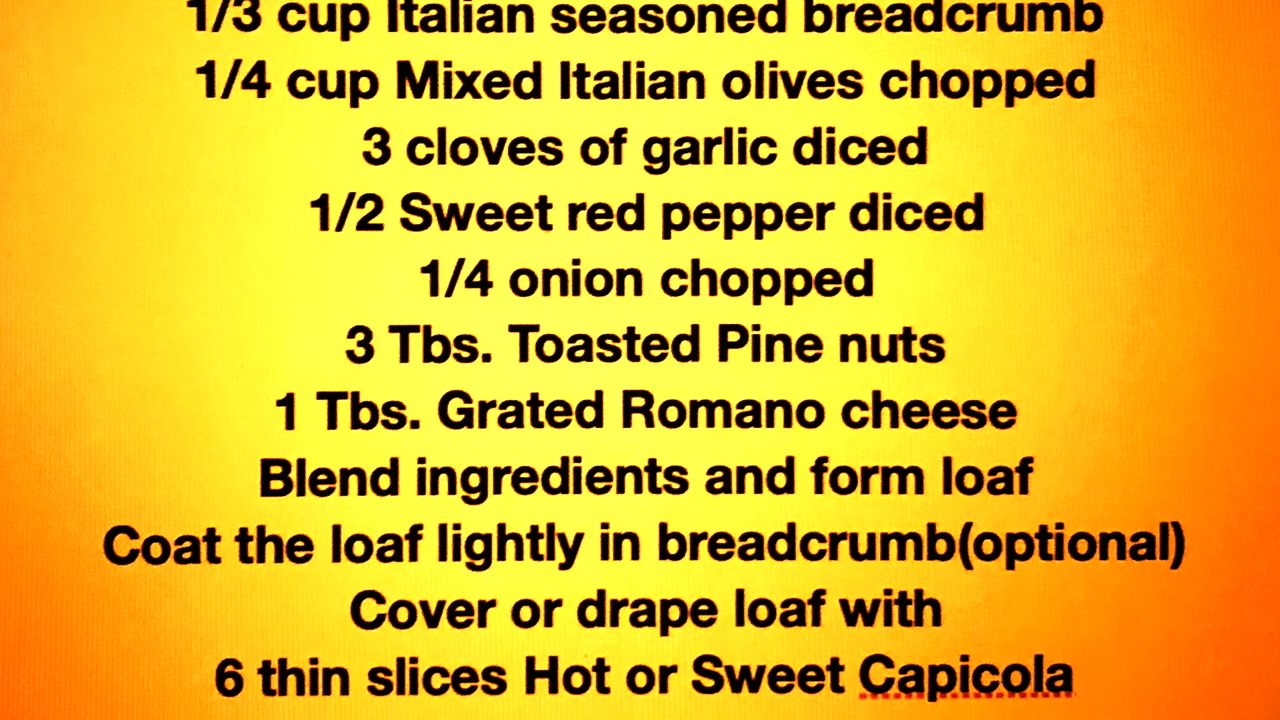 1/3 cup Italian seasoned breadcrumb
1/4 cup Mixed Italian olives chopped
3 cloves of garlic diced
1/2 Sweet red pepper diced
1/4 onion chopped
3 Tbs. Toasted Pine nuts
1 Tbs. Grated Romano cheese
Blend ingredients and form loaf
Coat the loaf lightly in breadcrumb(optional)
Cover or drape loaf with
6 thin slices Hot or Sweet Capicola